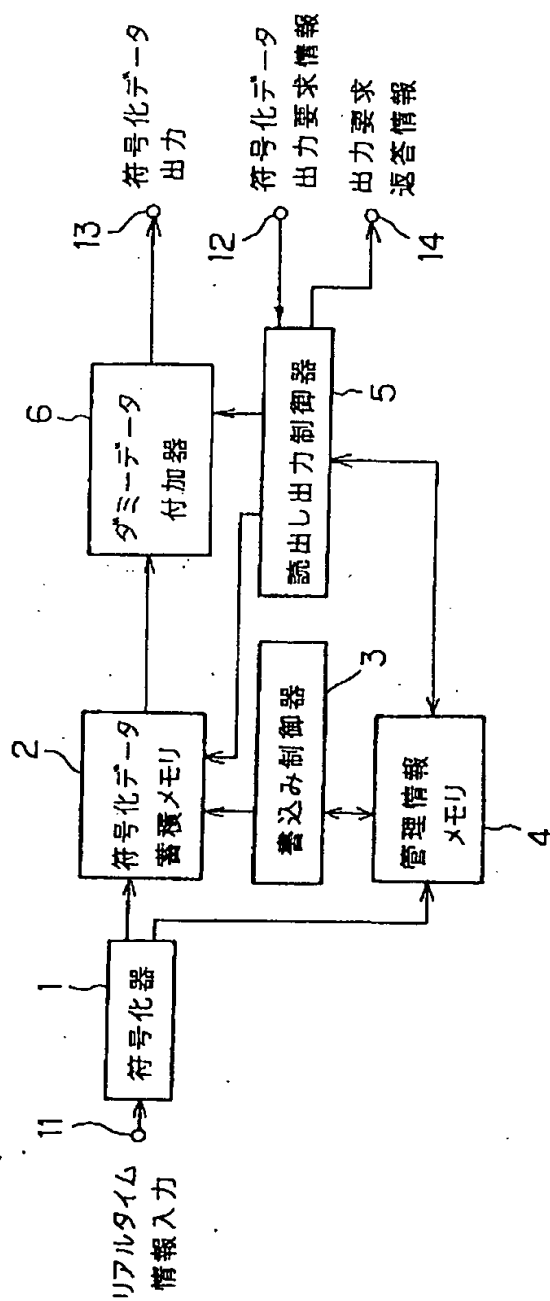 リアルタイム
情報入力
11
1
符号化器
2
符号化データ
蓄積メモリ
書込み制御器
3
管理情報
メモリ
4
6
ダミーデータ
付加器
読出し出力制御器
5
13
符号化データ
出力
12
符号化データ
出力要求情報
14
出力要求
返答情報